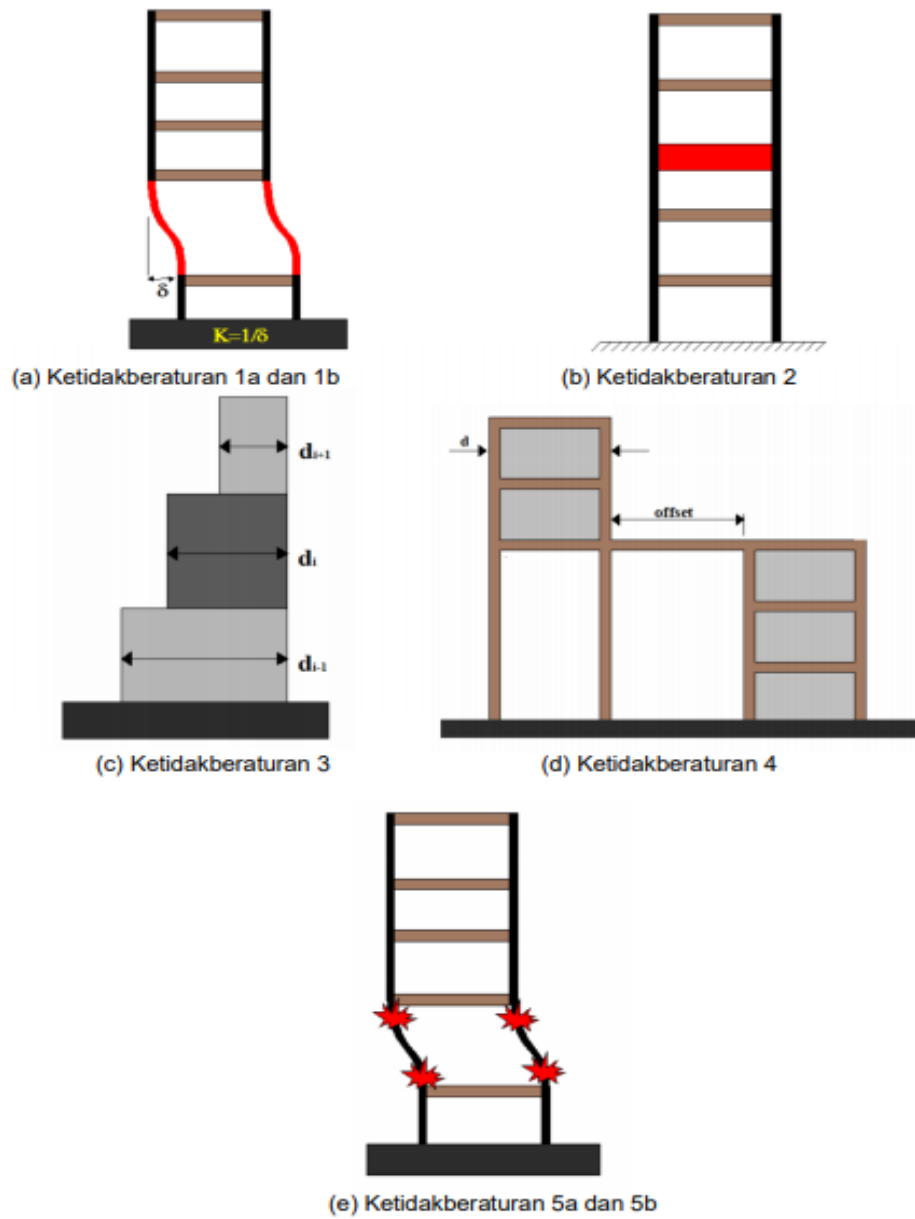 δ
K=1/δ
(a) Ketidakberaturan 1a dan 1b
(b) Ketidakberaturan 2
dᵢ₊₁
dᵢ
dᵢ₋₁
(c) Ketidakberaturan 3
d
offset
(d) Ketidakberaturan 4
(e) Ketidakberaturan 5a dan 5b